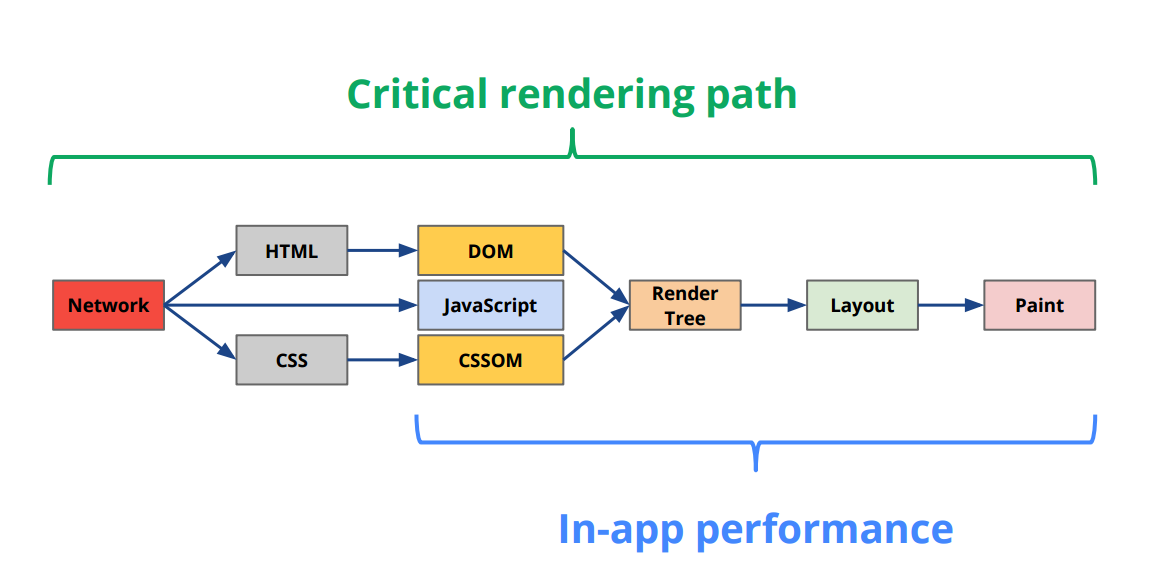 Critical rendering path
HTML
DOM
Network
JavaScript
Render
Tree
Layout
Paint
CSS
CSSOM
In-app performance